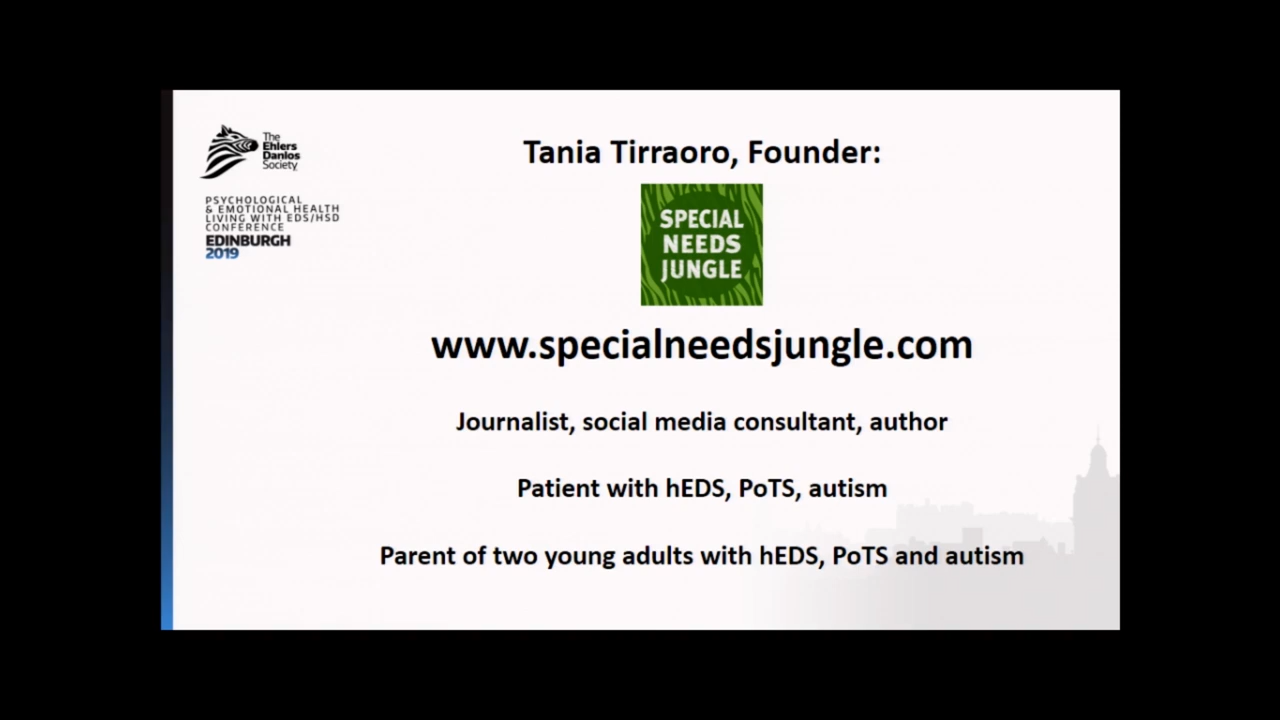 The
Ehlers
Danlos
Society
PSYCHOLOGICAL
& EMOTIONAL HEALTH
LIVING WITH EDS/HSD
CONFERENCE
EDINBURGH
2019
Tania Tirraoro, Founder:
SPECIAL
NEEDS
JUNGLE
www.specialneedsjungle.com
Journalist, social media consultant, author
Patient with hEDS, PoTS, autism
Parent of two young adults with hEDS, PoTS and autism